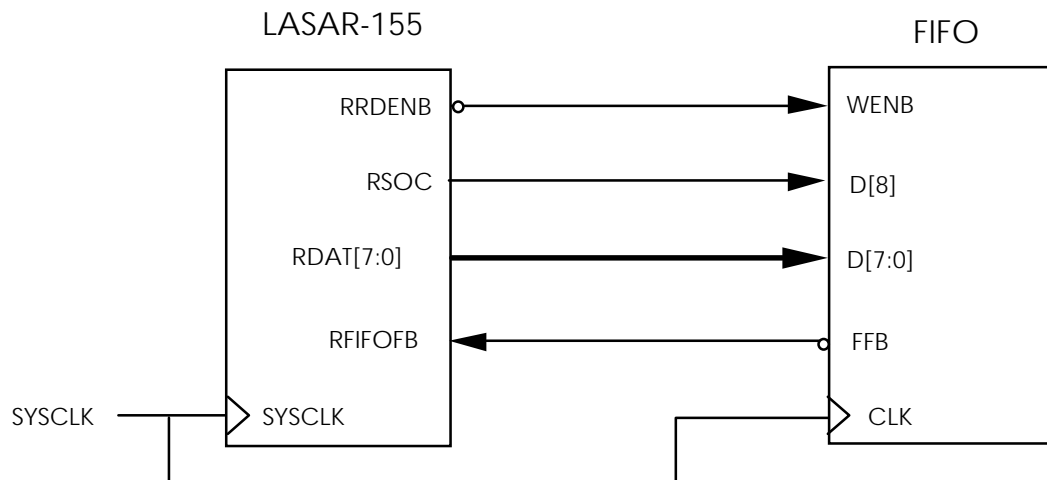 LASAR-155
FIFO
RRDENB
WENB
RSOC
D[8]
RDAT[7:0]
D[7:0]
RFIFOFB
FFB
SYSCLK
SYSCLK
CLK